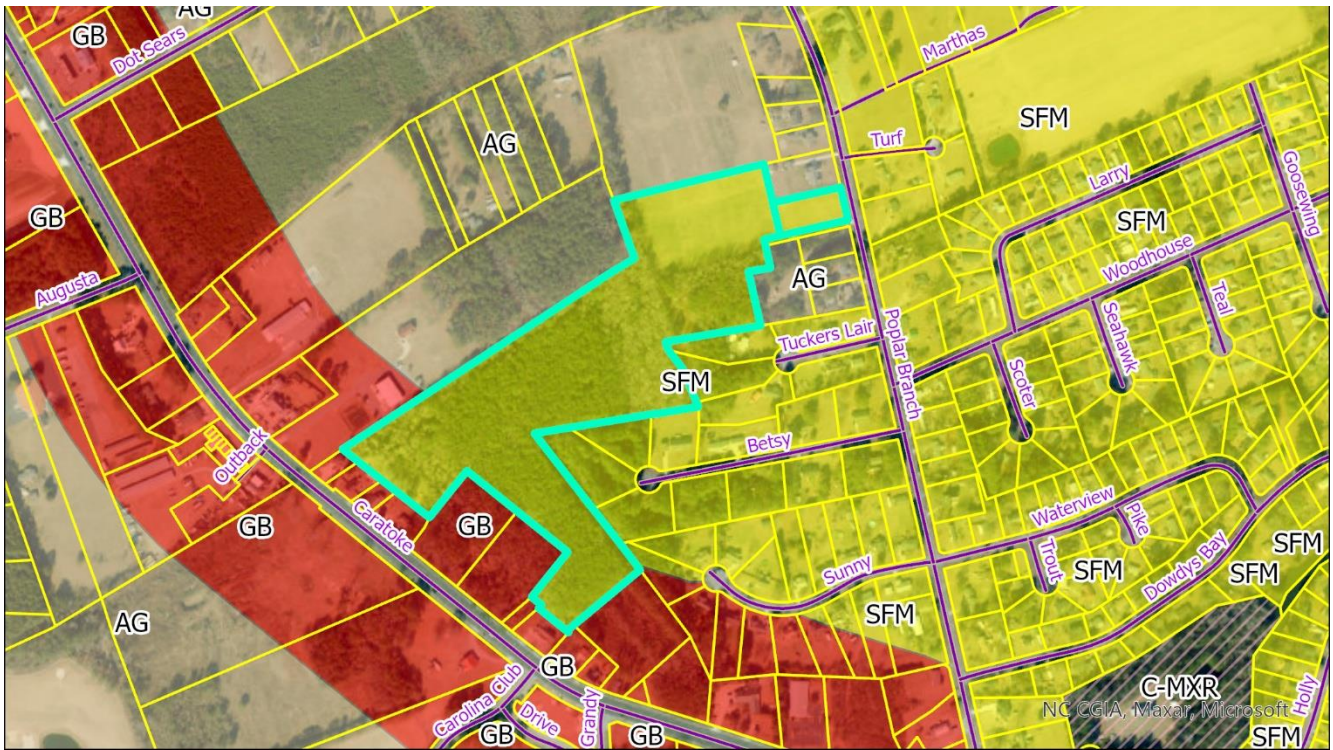 AG
GB
Dot Sears
Marthas
SFM
Turf
AG
Larry
Goosewing
GB
SFM
Woodhouse
Augusta
AG
Teal
Seahawk
Tuckers Lair
Poplar Branch
SFM
Scoter
Betsy
Outback
Waterview
Pike
Caratoke
GB
GB
Trout
SFM
Sunny
SFM
Dowdys Bay
SFM
AG
SFM
GB
C-MXR
Carolina Club
Drive
Grandy
Holly
NC CGIA, Maxar, Microsoft
GB
GB
SFM